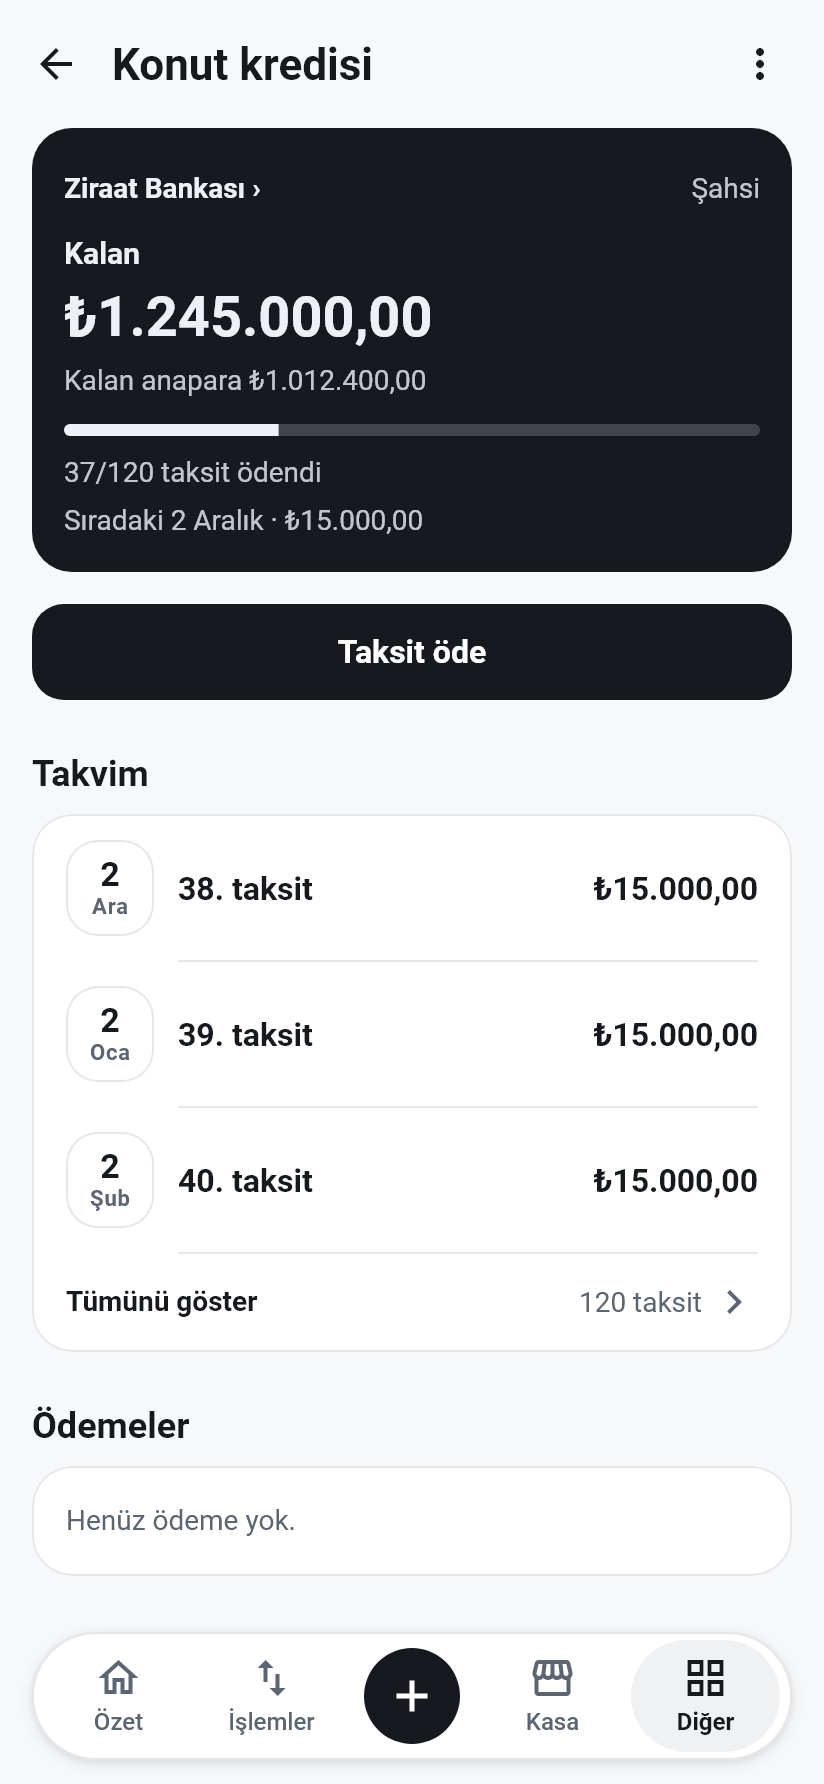 Konut kredisi
Ziraat Bankası ›
Şahsi
Kalan
₺1.245.000,00
Kalan anapara ₺1.012.400,00
37/120 taksit ödendi
Sıradaki 2 Aralık · ₺15.000,00
Taksit öde
Takvim
2
Ara
38. taksit
₺15.000,00
2
Oca
39. taksit
₺15.000,00
2
Şub
40. taksit
₺15.000,00
Tümünü göster
120 taksit
Ödemeler
Henüz ödeme yok.
Özet
İşlemler
Kasa
Diğer